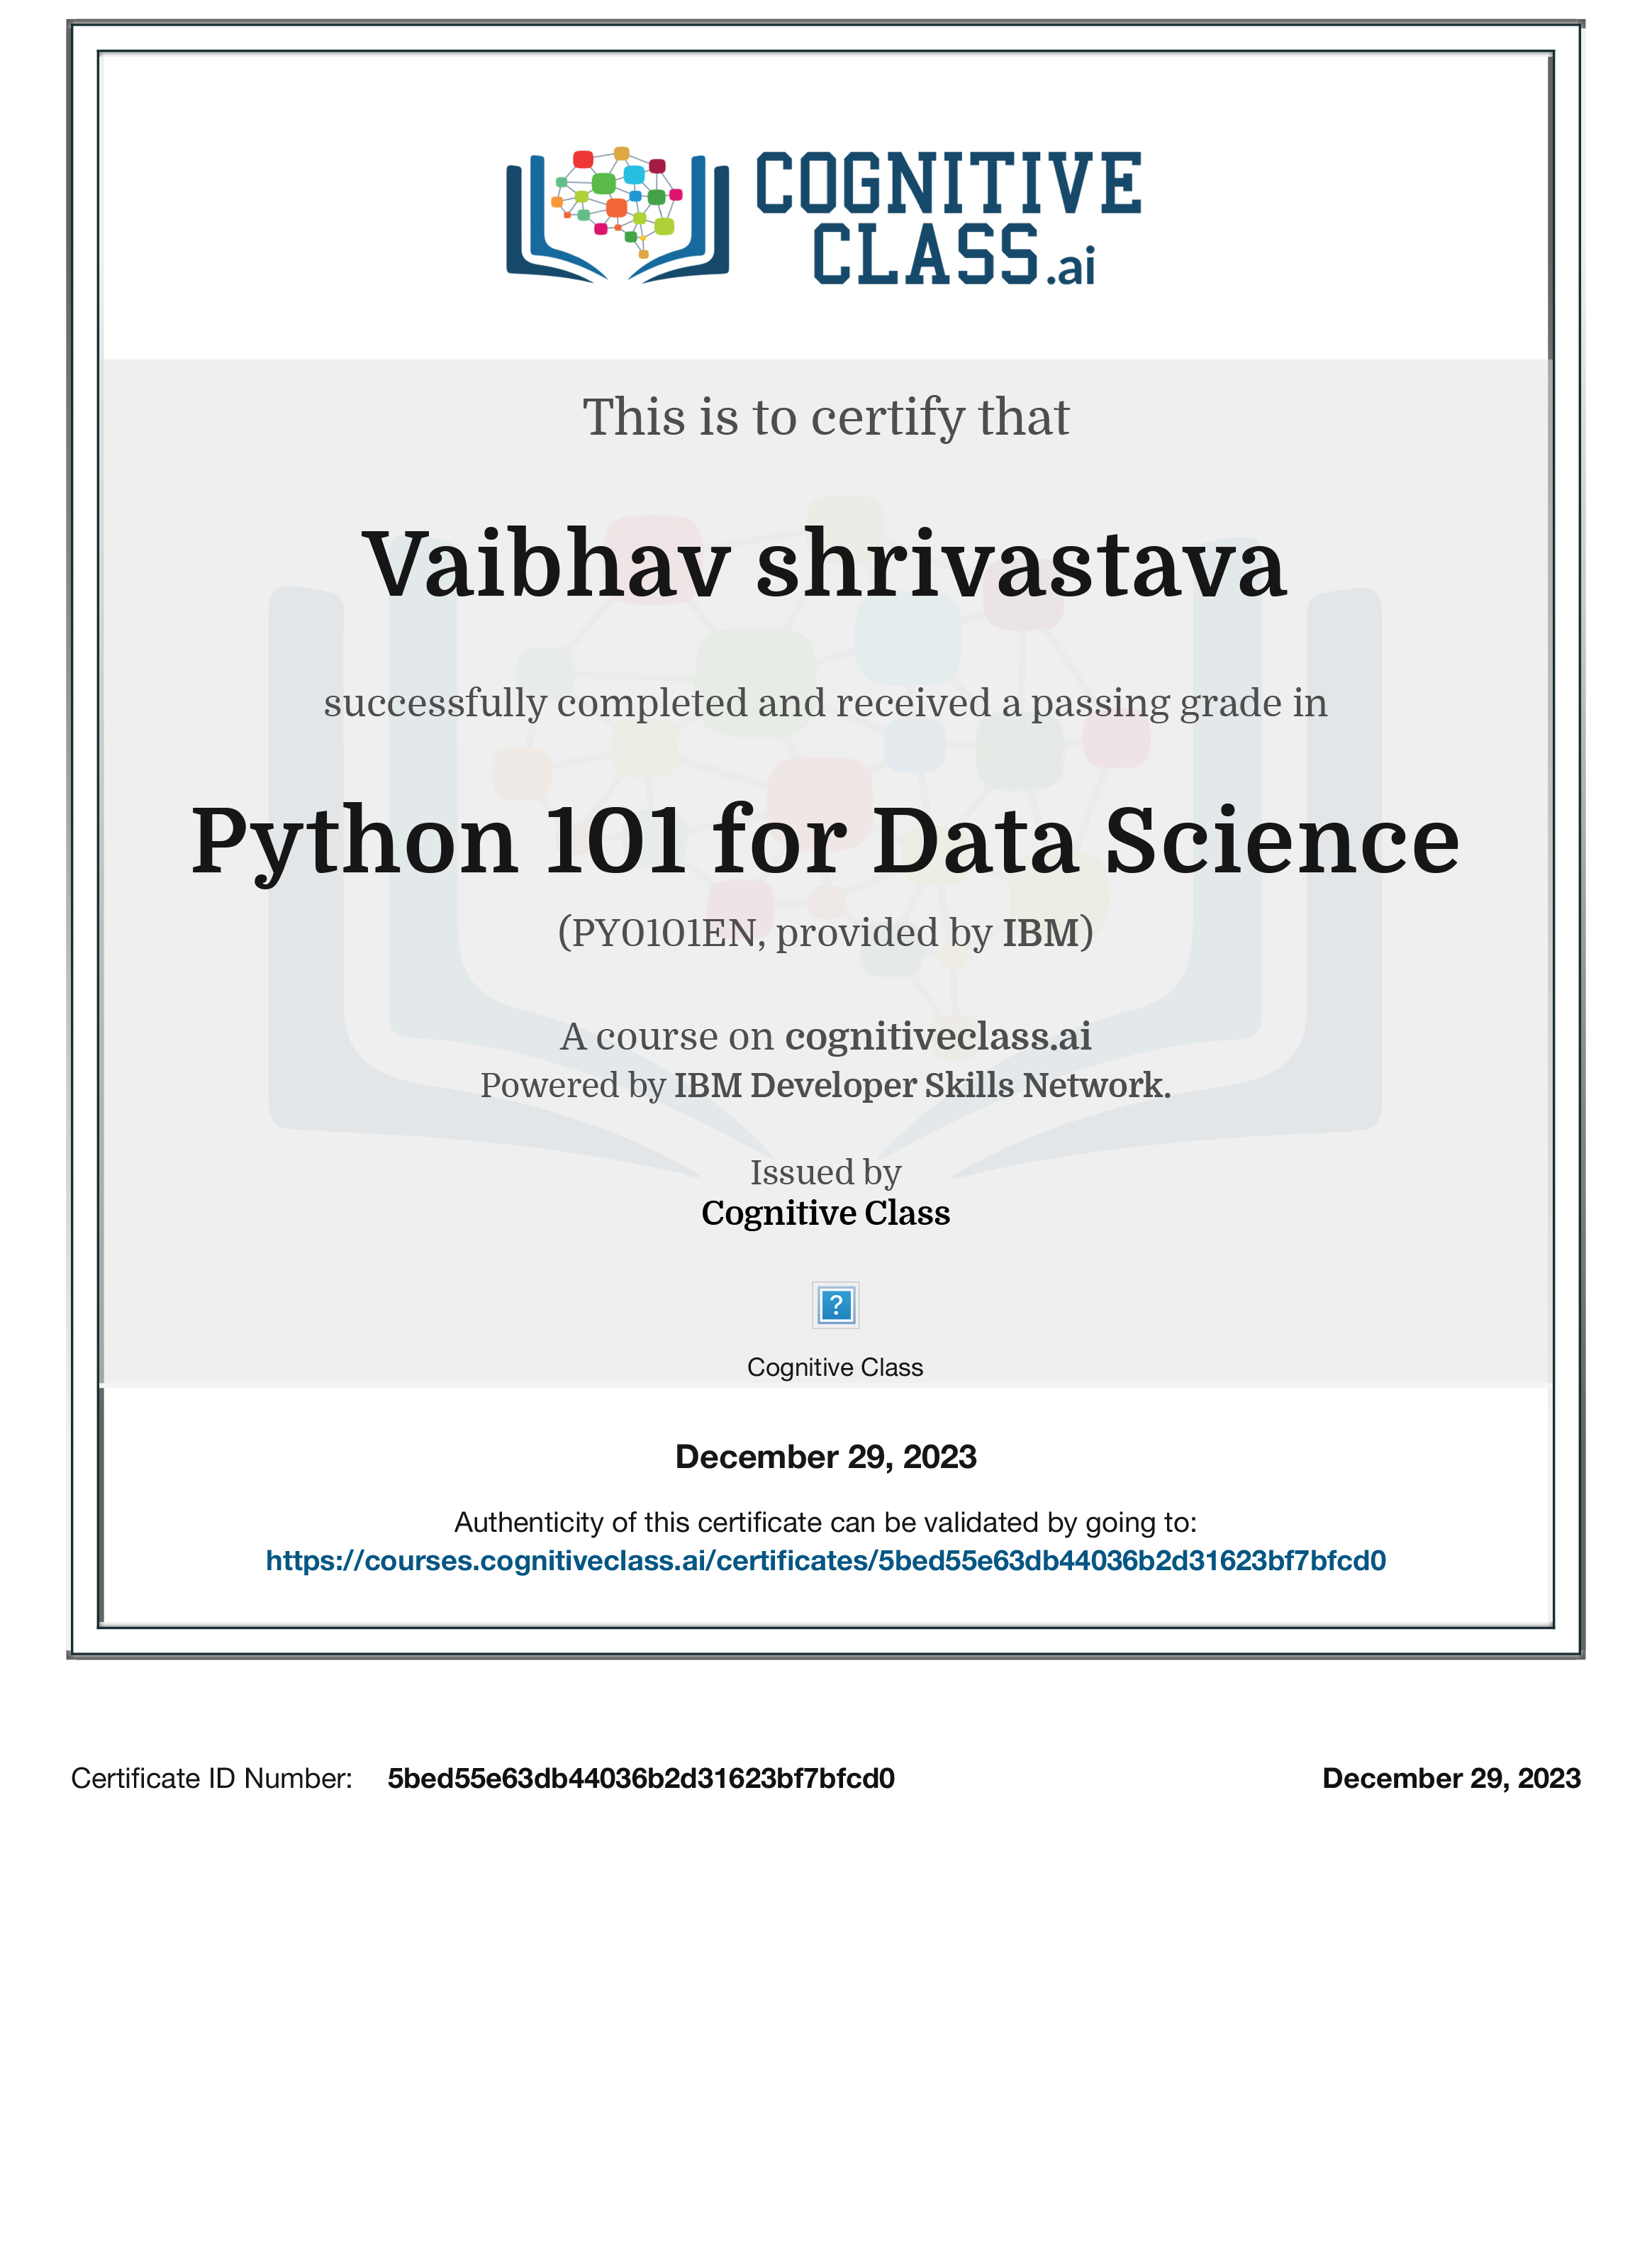 COGNITIVE
CLASS.ai
This is to certify that
Vaibhav shrivastava
successfully completed and received a passing grade in
Python 101 for Data Science
(PY0101EN, provided by IBM)
A course on cognitiveclass.ai
Powered by IBM Developer Skills Network.
Issued by
Cognitive Class
?
Cognitive Class
December 29, 2023
Authenticity of this certificate can be validated by going to:
https://courses.cognitiveclass.ai/certificates/5bed55e63db44036b2d31623bf7bfcd0
Certificate ID Number: 5bed55e63db44036b2d31623bf7bfcd0 December 29, 2023